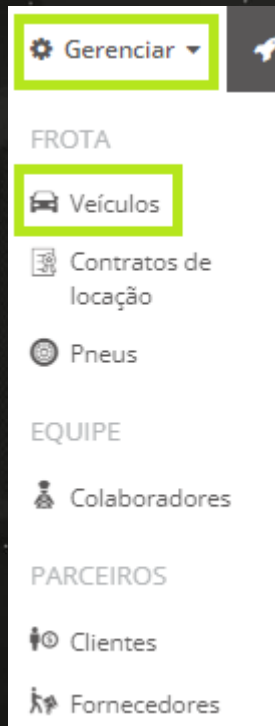 Gerenciar
FROTA
Veículos
Contratos de
locação
Pneus
EQUIPE
Colaboradores
PARCEIROS
Clientes
Fornecedores